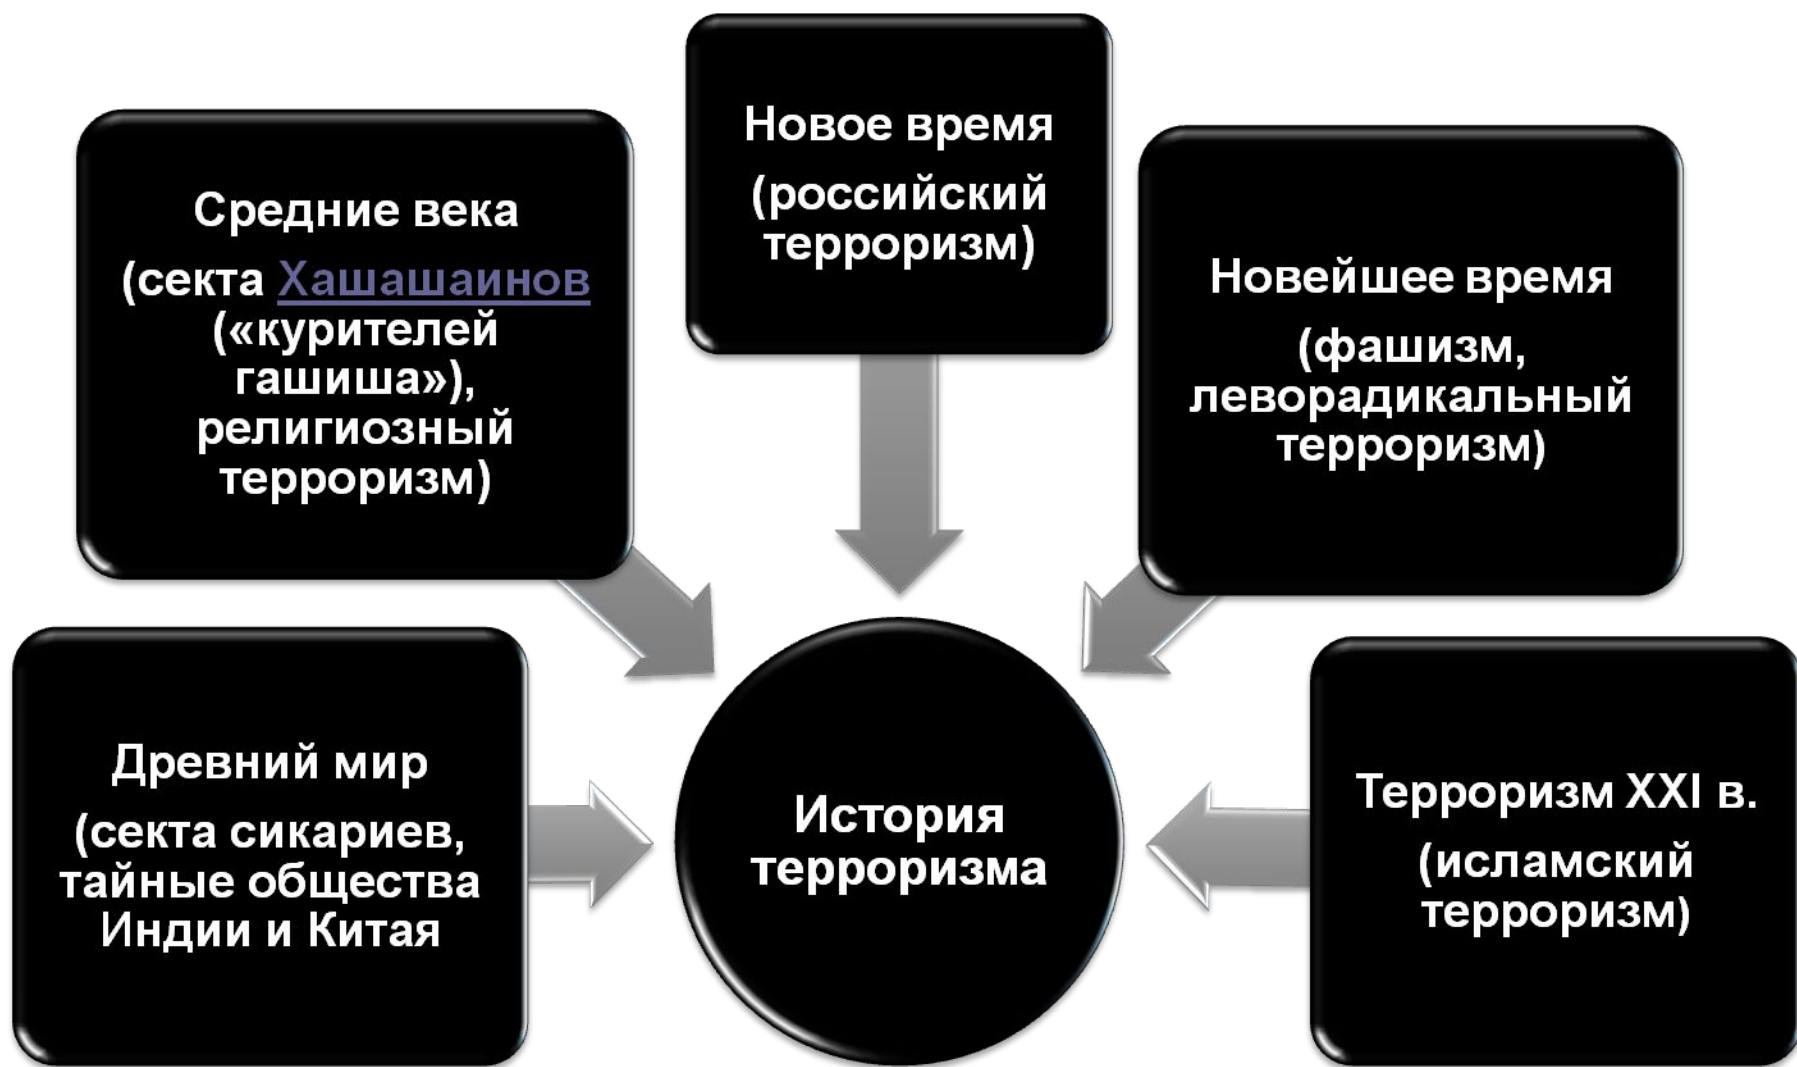 Новое время
(российский
терроризм)
Средние века
(секта Хашашаинов
(«курителей
гашиша»),
религиозный
терроризм)
Новейшее время
(фашизм,
леворадикальный
терроризм)
Древний мир
(секта сикариев,
тайные общества
Индии и Китая
История
терроризма
Терроризм XXI в.
(исламский
терроризм)